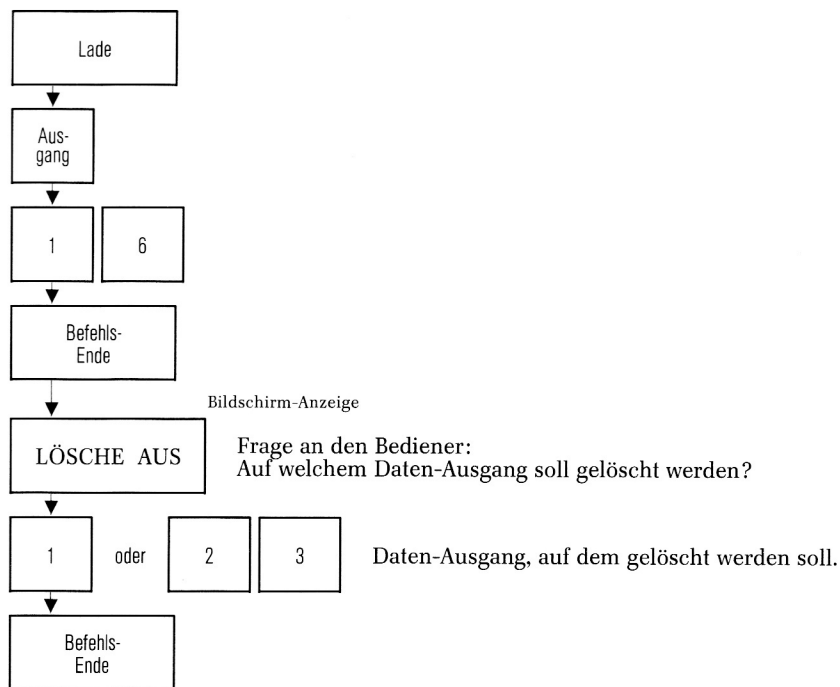 Lade
Aus-
gang
1 6
Befehls-
Ende
Bildschirm-Anzeige
LÖSCHE AUS
Frage an den Bediener:
Auf welchem Daten-Ausgang soll gelöscht werden?
1 oder 2 3 Daten-Ausgang, auf dem gelöscht werden soll.
Befehls-
Ende